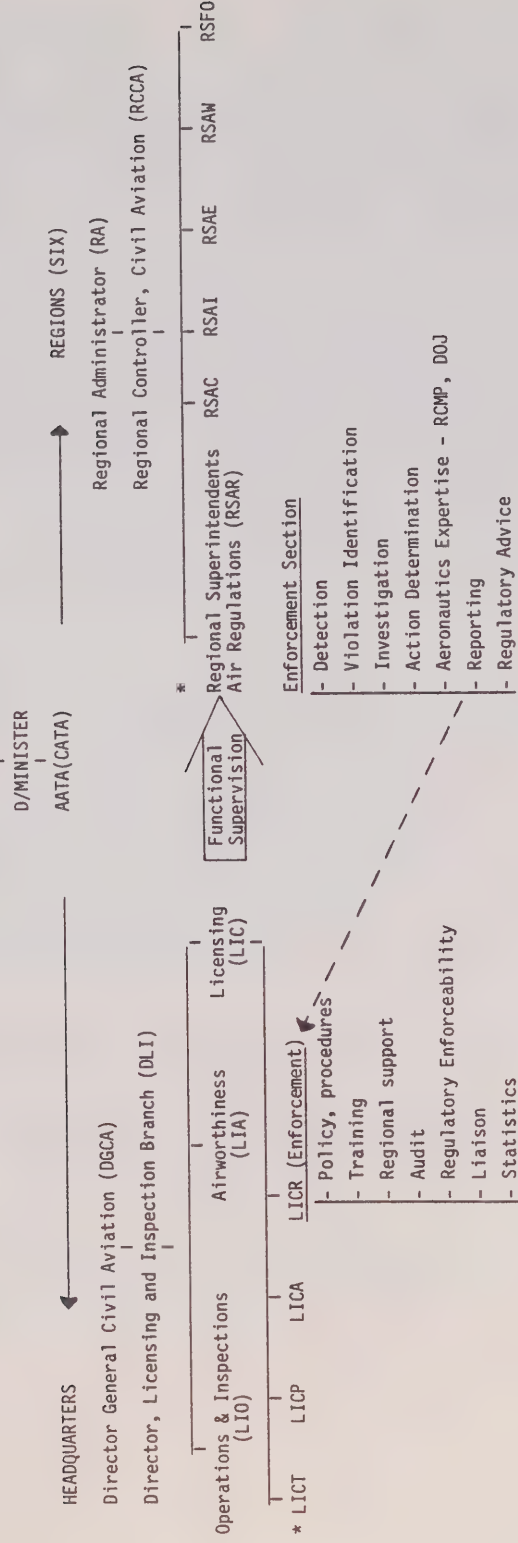 D/MINISTER
AATA(CATA)
HEADQUARTERS
REGIONS (SIX)
Director General Civil Aviation (DGCA)
Regional Administrator (RA)
Director, Licensing and Inspection Branch (DLI)
Regional Controller, Civil Aviation (RCCA)
Operations & Inspections
(LIO)
Airworthiness
(LIA)
Licensing
(LIC)
Functional
Supervision
*
Regional Superintendents
Air Regulations (RSAR)
RSAC
RSAI
RSAE
RSAW
RSFO
* LICT
LICP
LICA
LICR (Enforcement)
- Policy, procedures
- Training
- Regional support
- Audit
- Regulatory Enforceability
- Liaison
- Statistics
Enforcement Section
- Detection
- Violation Identification
- Investigation
- Action Determination
- Aeronautics Expertise - RCMP, DOJ
- Reporting
- Regulatory Advice